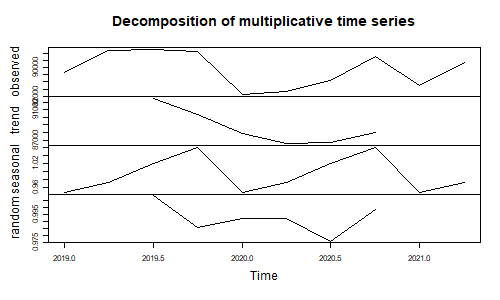 Decomposition of multiplicative time series
observed
90000
trend
87000
seasonal
1.02
0.96
random
0.995
0.975
2019.0 2019.5 2020.0 2020.5 2021.0
Time